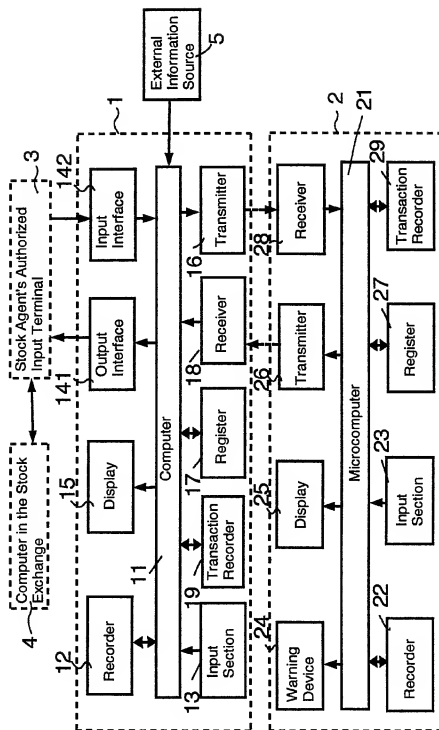 Computer in the Stock
Exchange
4
Stock Agent's Authorized
Input Terminal
3
External
Information
Source
5
1
12
Recorder
15
Display
141
Output
Interface
142
Input
Interface
11
Computer
13
Input
Section
19
Transaction
Recorder
17
Register
18
Receiver
16
Transmitter
2
21
24
Warning
Device
25
Display
26
Transmitter
28
Receiver
Microcomputer
22
Recorder
23
Input
Section
27
Register
29
Transaction
Recorder